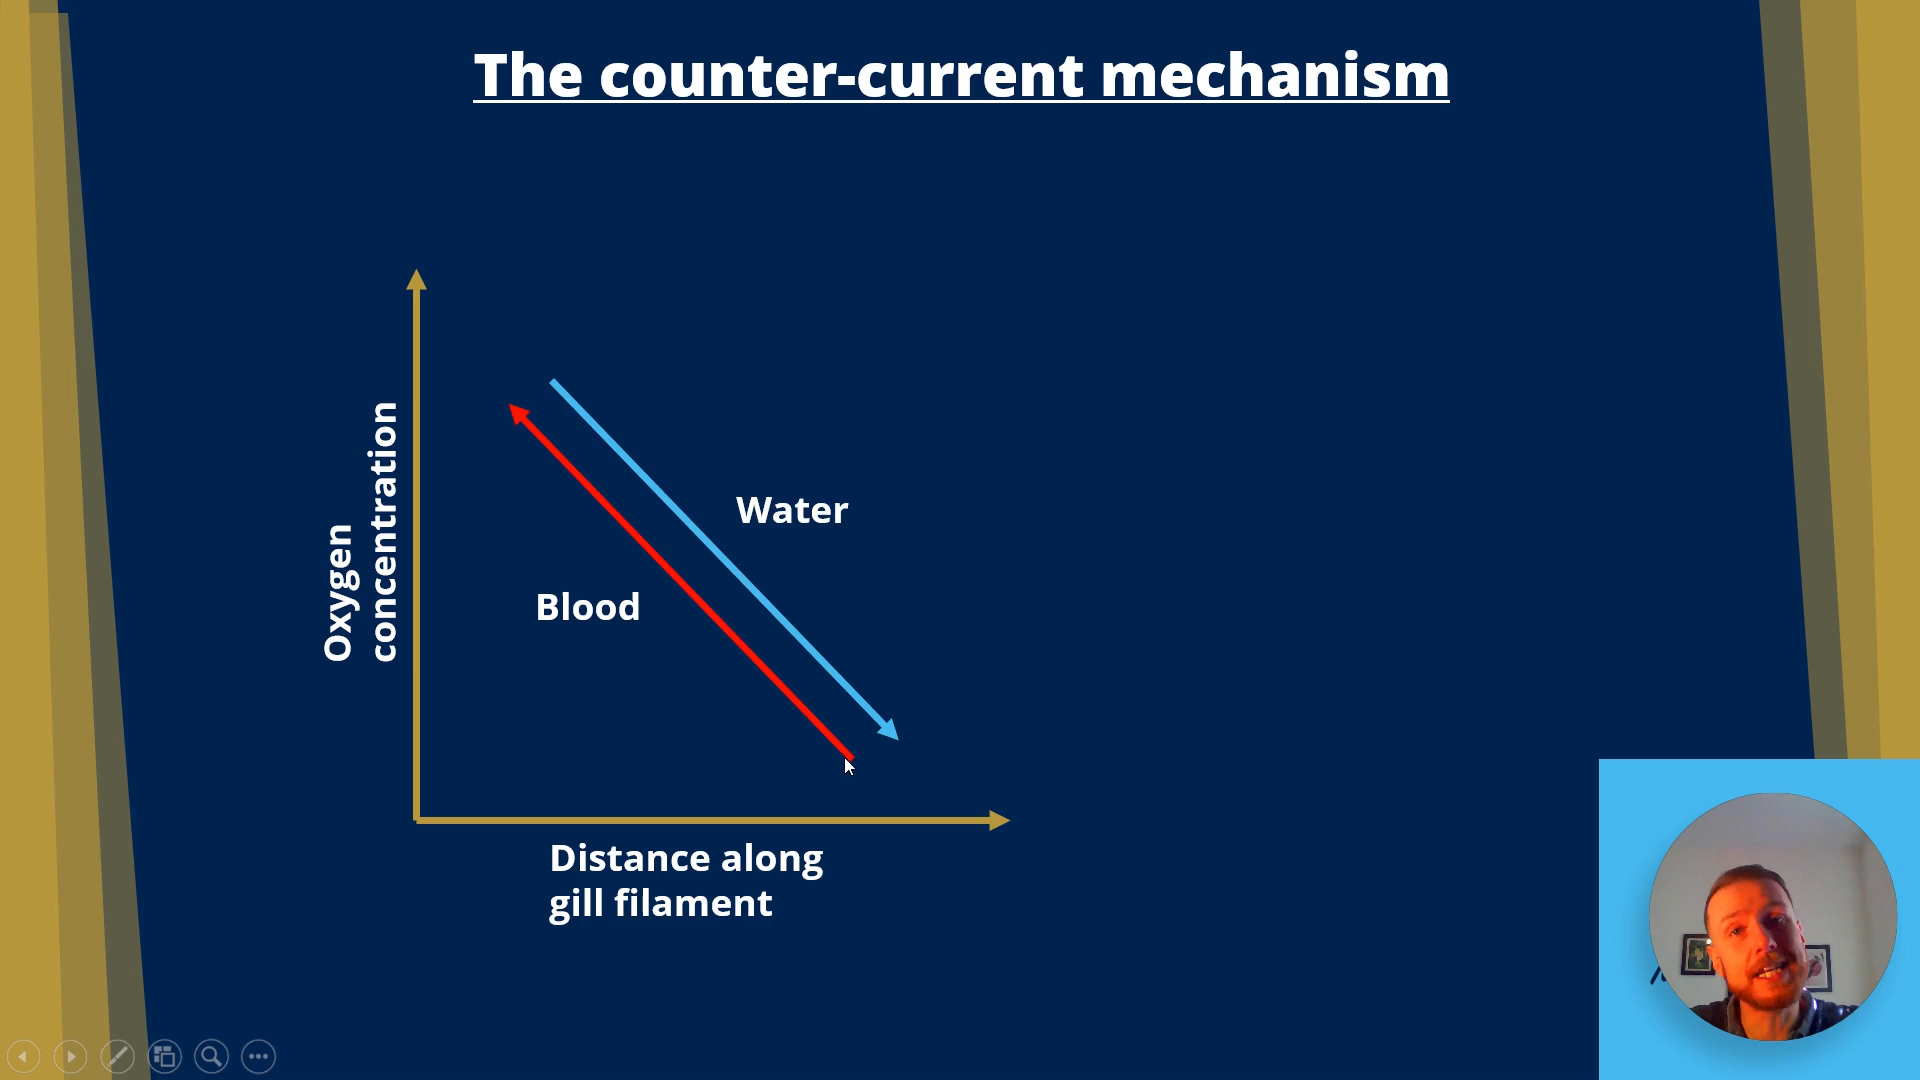 The counter-current mechanism
Oxygen
concentration
Water
Blood
Distance along
gill filament